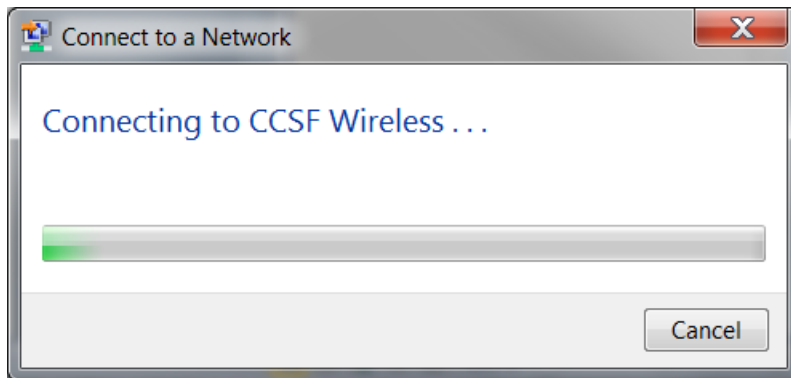 Connect to a Network
Connecting to CCSF Wireless . . .
Cancel